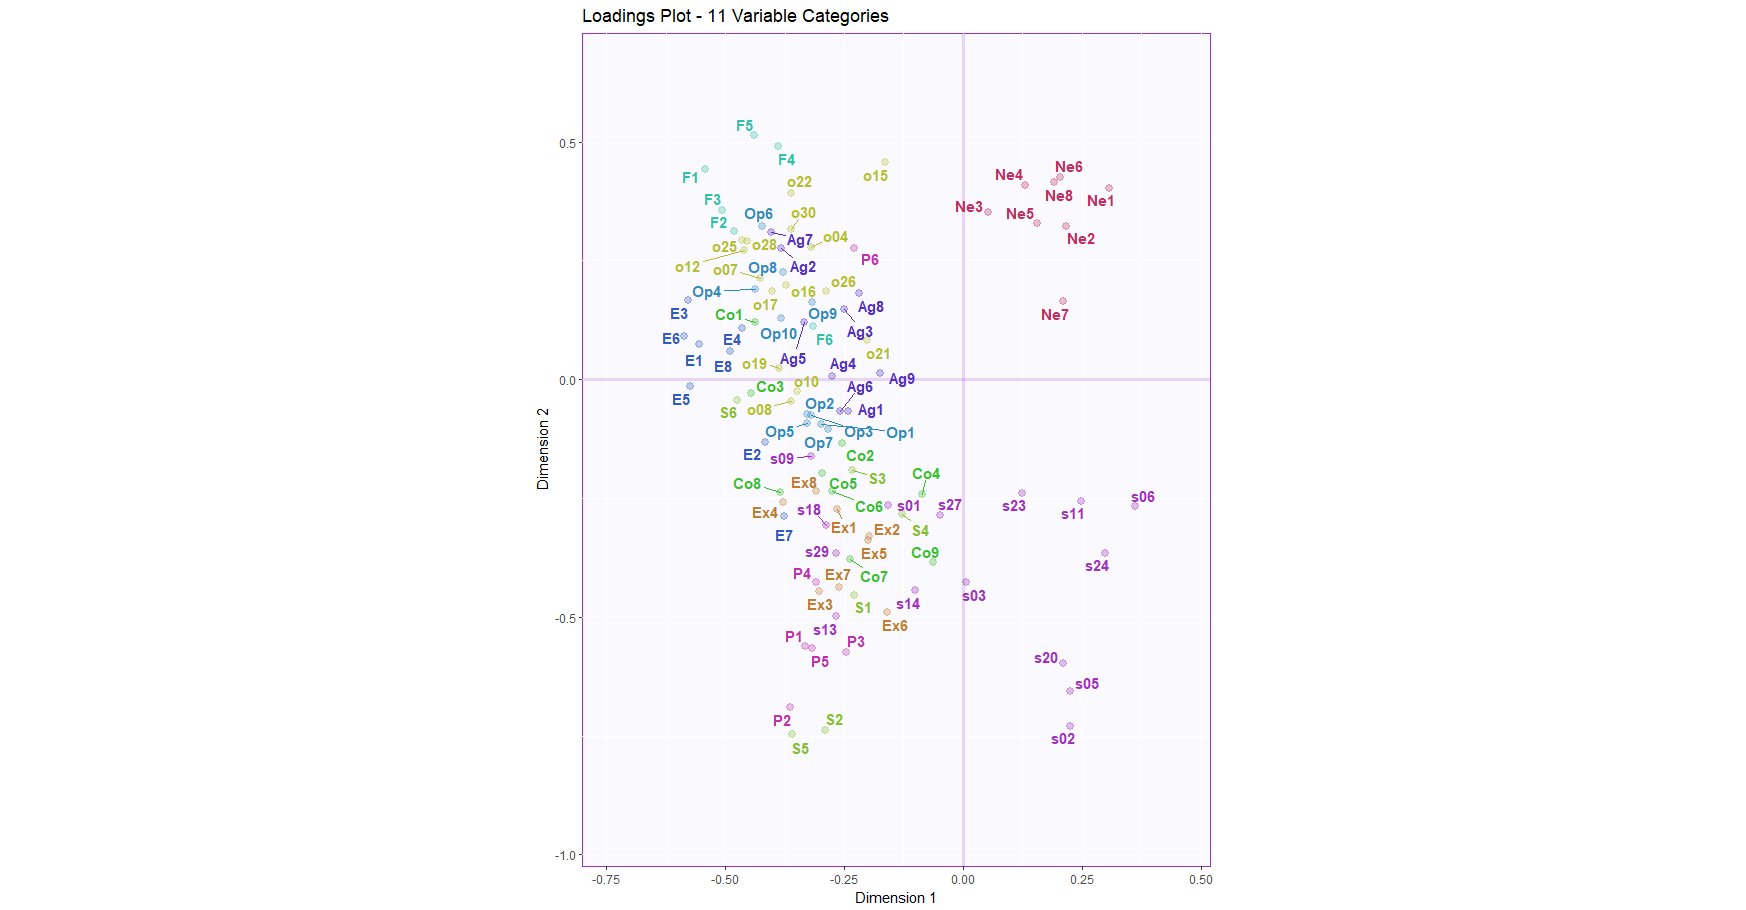 Loadings Plot - 11 Variable Categories
F5
0.5
F4
Ne6
o15
Ne4
F1
o22
Ne8
Ne1
F3
Ne3
Op6
o30
Ne5
F2
Ag7
o04
Ne2
o25
o28
P6
o12
o07
Op8
Ag2
o26
Op4
o16
o17
Ag8
E3
Co1
Op9
Ne7
Op10
Ag3
E6
E4
F6
E1
Ag5
o21
E8
o19
Ag4
0.0
Ag9
Co3
o10
Ag6
E5
S6
o08
Op2
Ag1
Op5
Op3
Op1
Op7
E2
s09
Co2
Dimension 2
S3
Co4
Co8
Ex8
Co5
s06
Co6
s01
s27
s23
Ex4
s18
s11
Ex1
Ex2
S4
E7
s29
Ex5
Co9
s24
P4
Ex7
Co7
s03
Ex3
S1
s14
-0.5
s13
Ex6
P1
P3
P5
s20
s05
P2
S2
s02
S5
-1.0
-0.75
-0.50
-0.25
0.00
0.25
0.50
Dimension 1